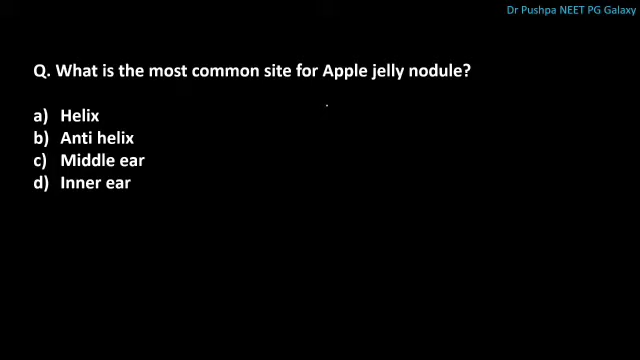 Dr Pushpa NEET PG Galaxy
Q. What is the most common site for Apple jelly nodule?
a) Helix
b) Anti helix
c) Middle ear
d) Inner ear